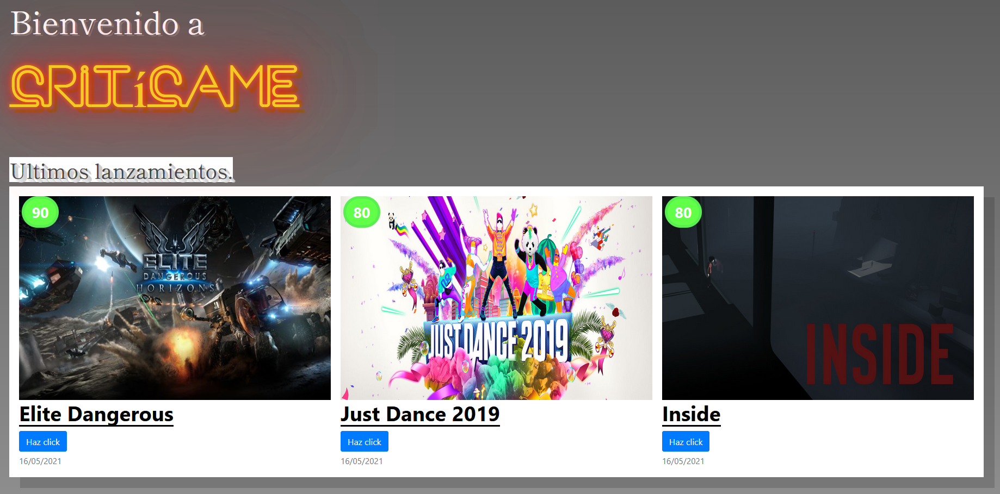 Bienvenido a
CRiTíCAME
Ultimos lanzamientos.
90
ELITE
DANGEROUS
HORIZONS
Elite Dangerous
Haz click
16/05/2021
80
JUST DANCE 2019
Just Dance 2019
Haz click
16/05/2021
80
INSIDE
Inside
Haz click
16/05/2021